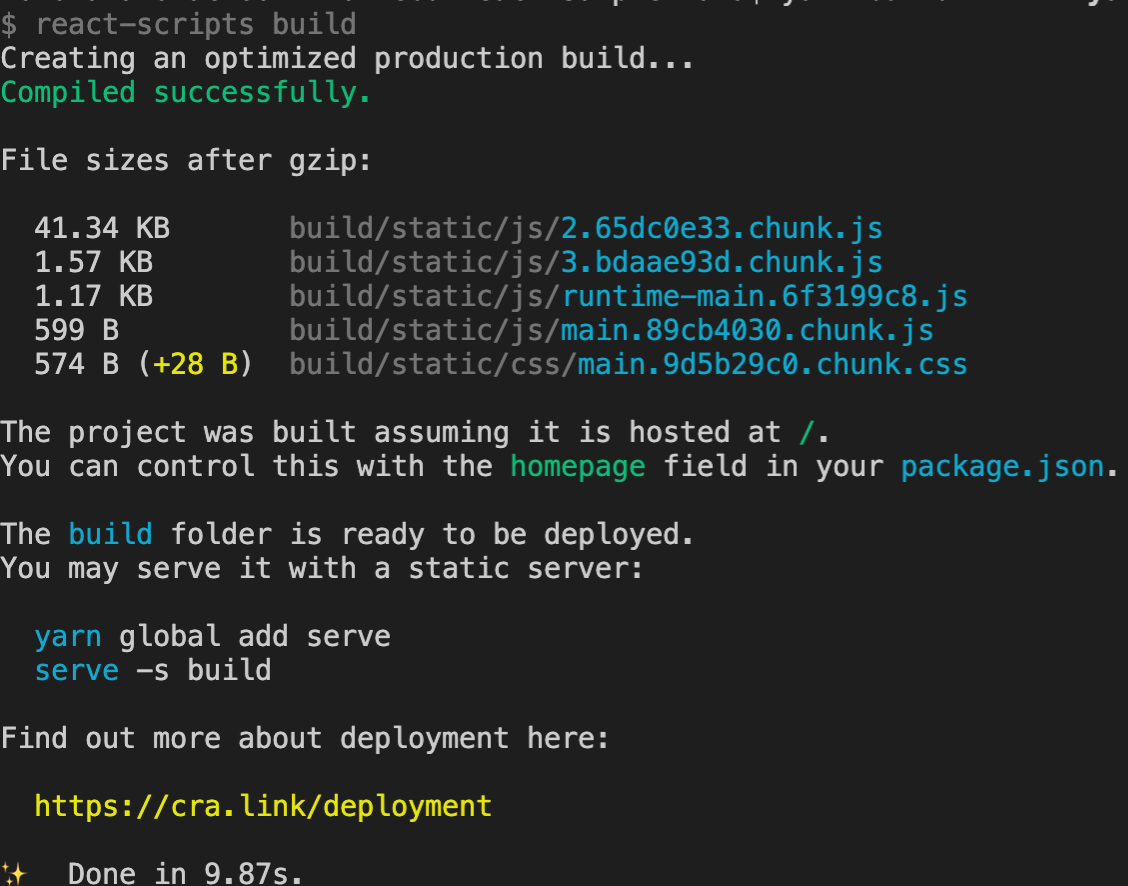 $ react-scripts build
Creating an optimized production build...
Compiled successfully.
File sizes after gzip:
41.34 KB build/static/js/2.65dc0e33.chunk.js
1.57 KB build/static/js/3.bdaae93d.chunk.js
1.17 KB build/static/js/runtime-main.6f3199c8.js
599 B build/static/js/main.89cb4030.chunk.js
574 B (+28 B) build/static/css/main.9d5b29c0.chunk.css
The project was built assuming it is hosted at /.
You can control this with the homepage field in your package.json.
The build folder is ready to be deployed.
You may serve it with a static server:
yarn global add serve
serve -s build
Find out more about deployment here:
https://cra.link/deployment
✨ Done in 9.87s.